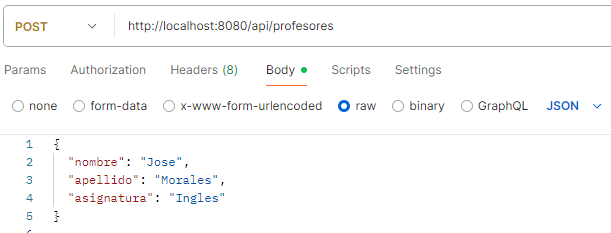 POST http://localhost:8080/api/profesores
Params Authorization Headers (8) Body Scripts Settings
none form-data x-www-form-urlencoded raw binary GraphQL JSON
1 {
2 "nombre": "Jose",
3 "apellido": "Morales",
4 "asignatura": "Ingles"
5 }